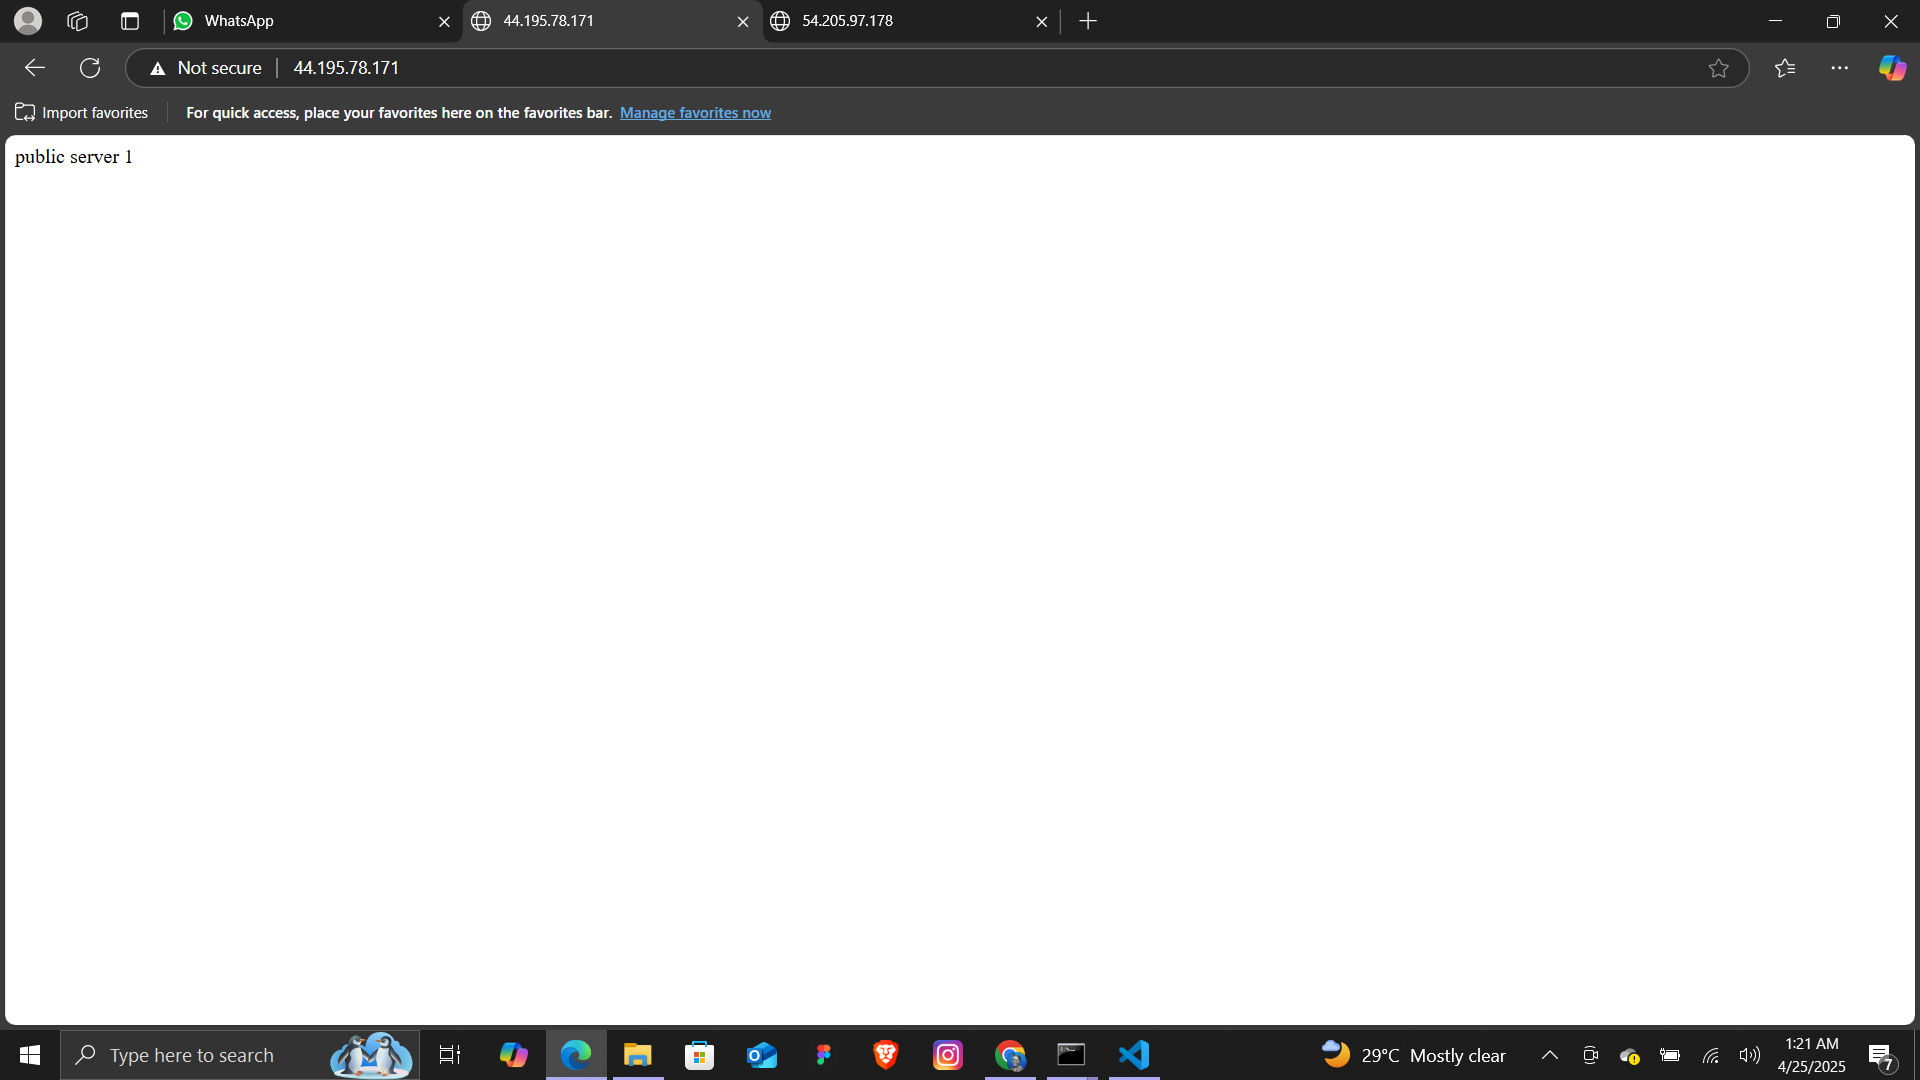 WhatsApp
44.195.78.171
54.205.97.178
Not secure
44.195.78.171
Import favorites
For quick access, place your favorites here on the favorites bar. Manage favorites now
public server 1
Type here to search
29°C Mostly clear
1:21 AM
4/25/2025
7